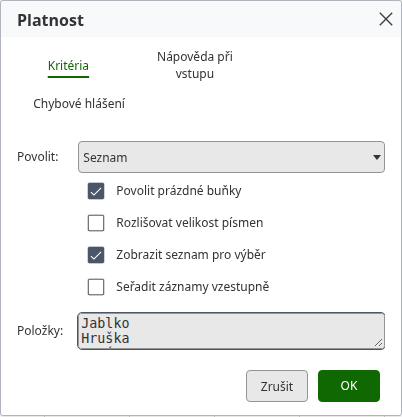 Platnost
Kritéria
Nápověda při
vstupu
Chybové hlášení
Povolit:
Seznam
Povolit prázdné buňky
Rozlišovat velikost písmen
Zobrazit seznam pro výběr
Seřadit záznamy vzestupně
Položky:
Jablko
Hruška
Zrušit
OK